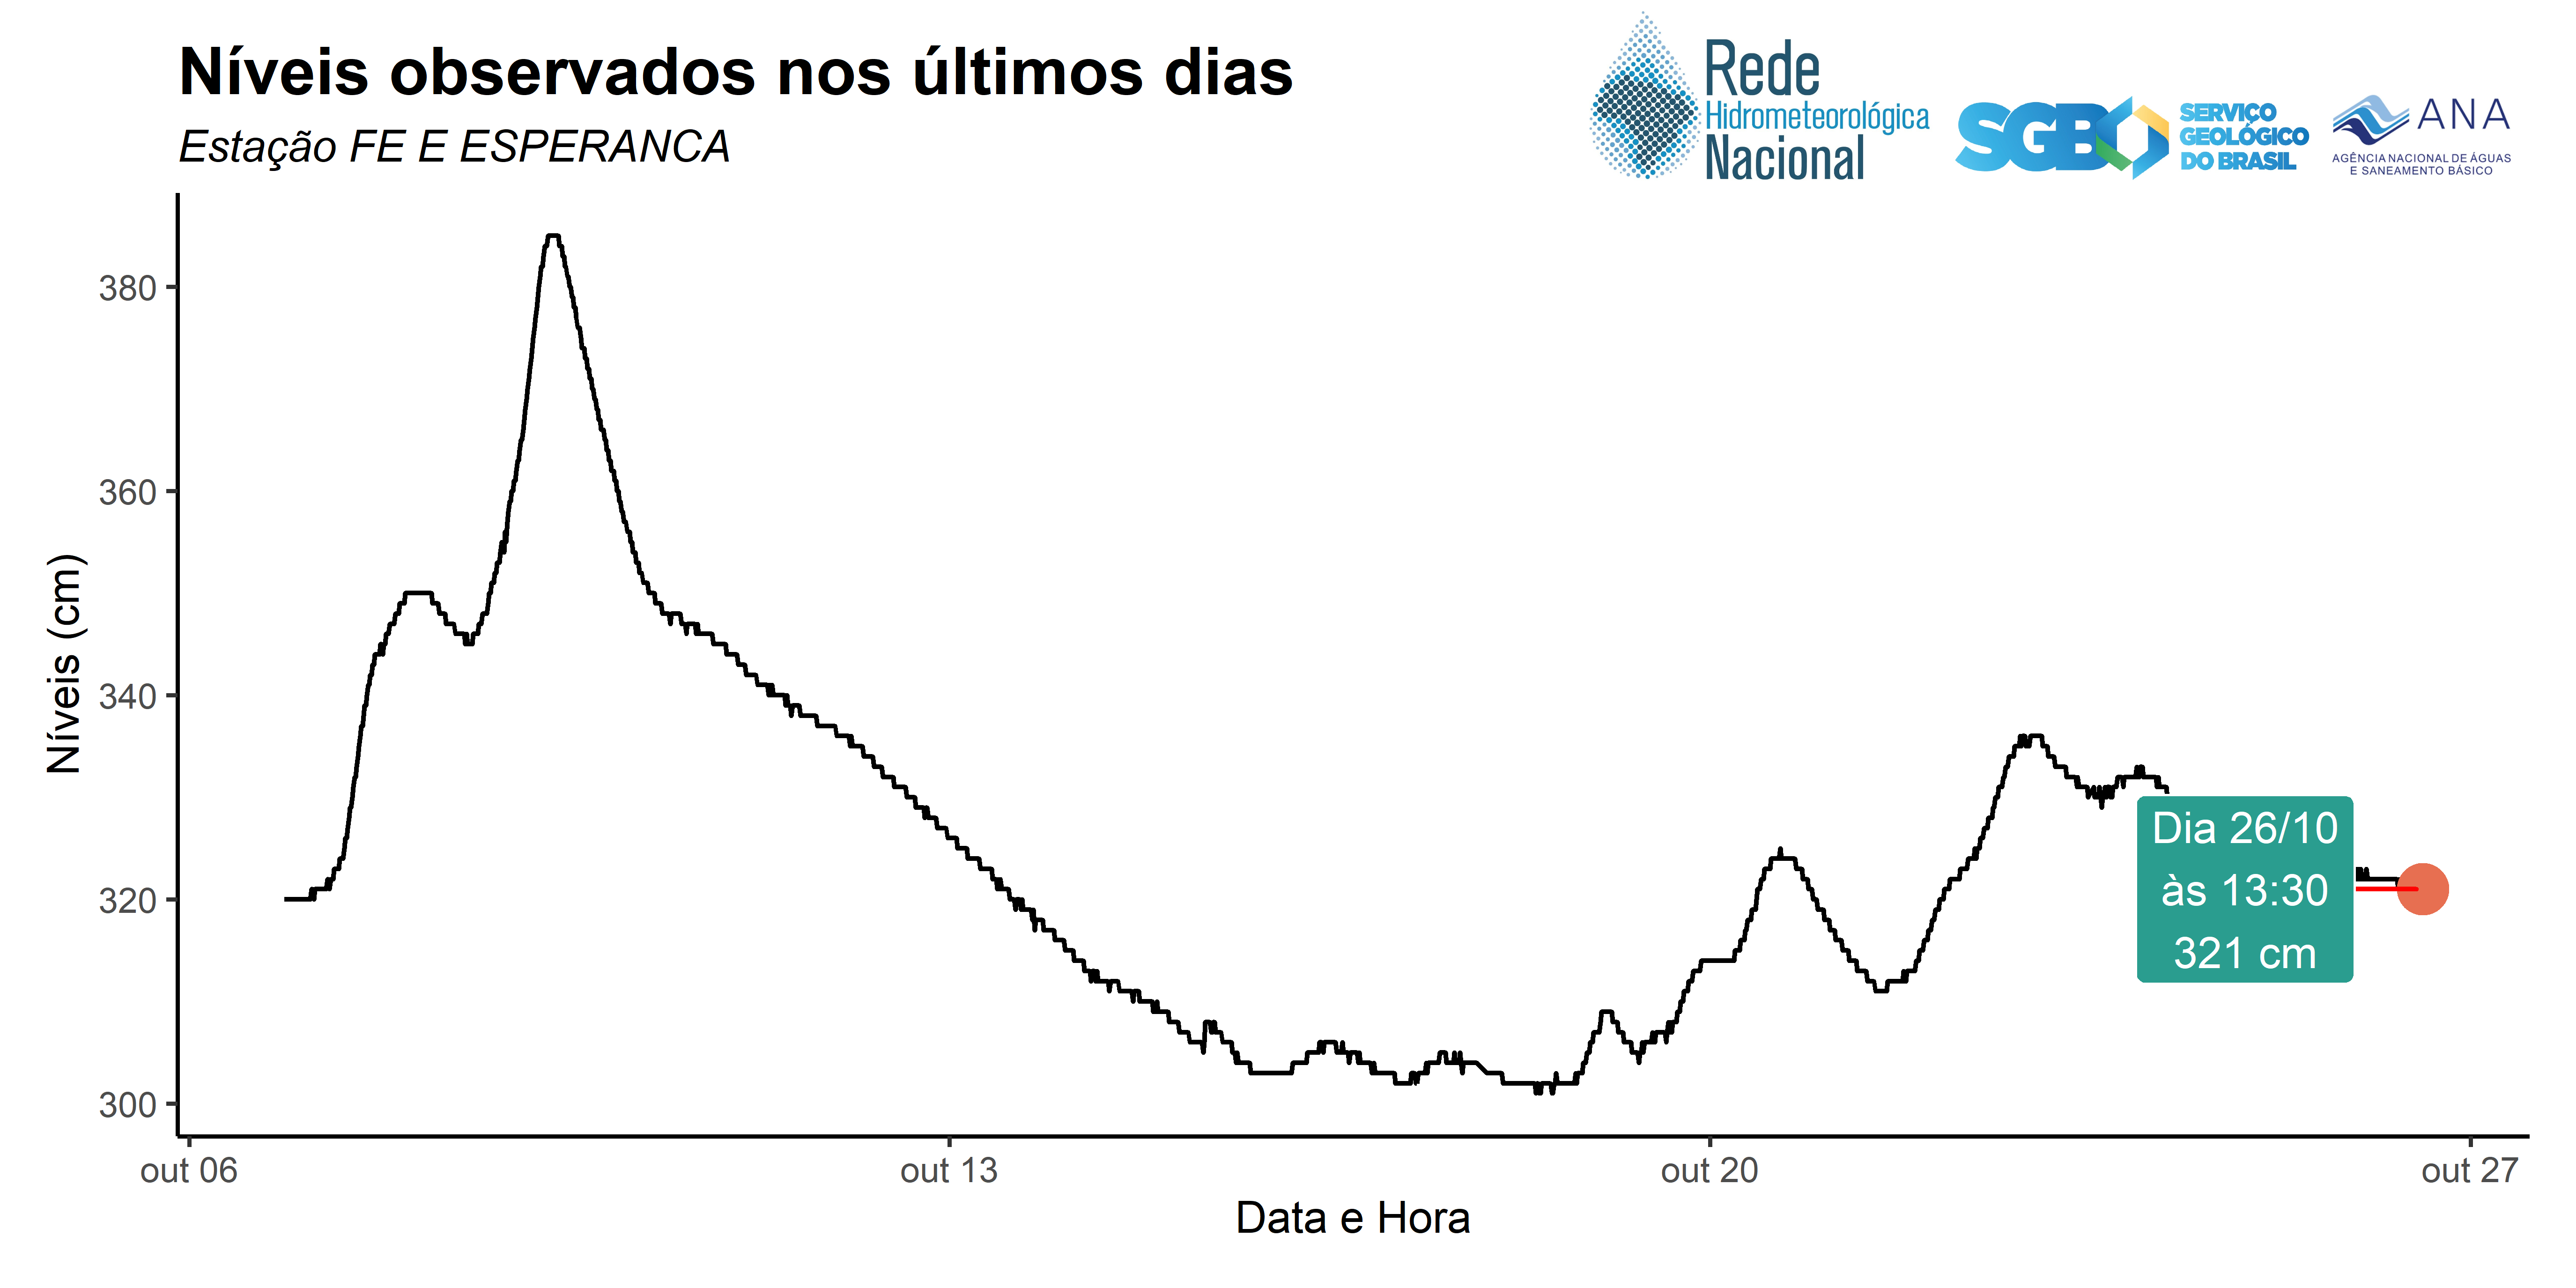 Níveis observados nos últimos dias
Estação FE E ESPERANCA
Rede
Hidrometeorológica
Nacional
SGB
SERVIÇO
GEOLÓGICO
DO BRASIL
ANA
AGÊNCIA NACIONAL DE ÁGUAS
E SANEAMENTO BÁSICO
Níveis (cm)
380
360
340
320
300
Dia 26/10
às 13:30
321 cm
out 06
out 13
out 20
out 27
Data e Hora